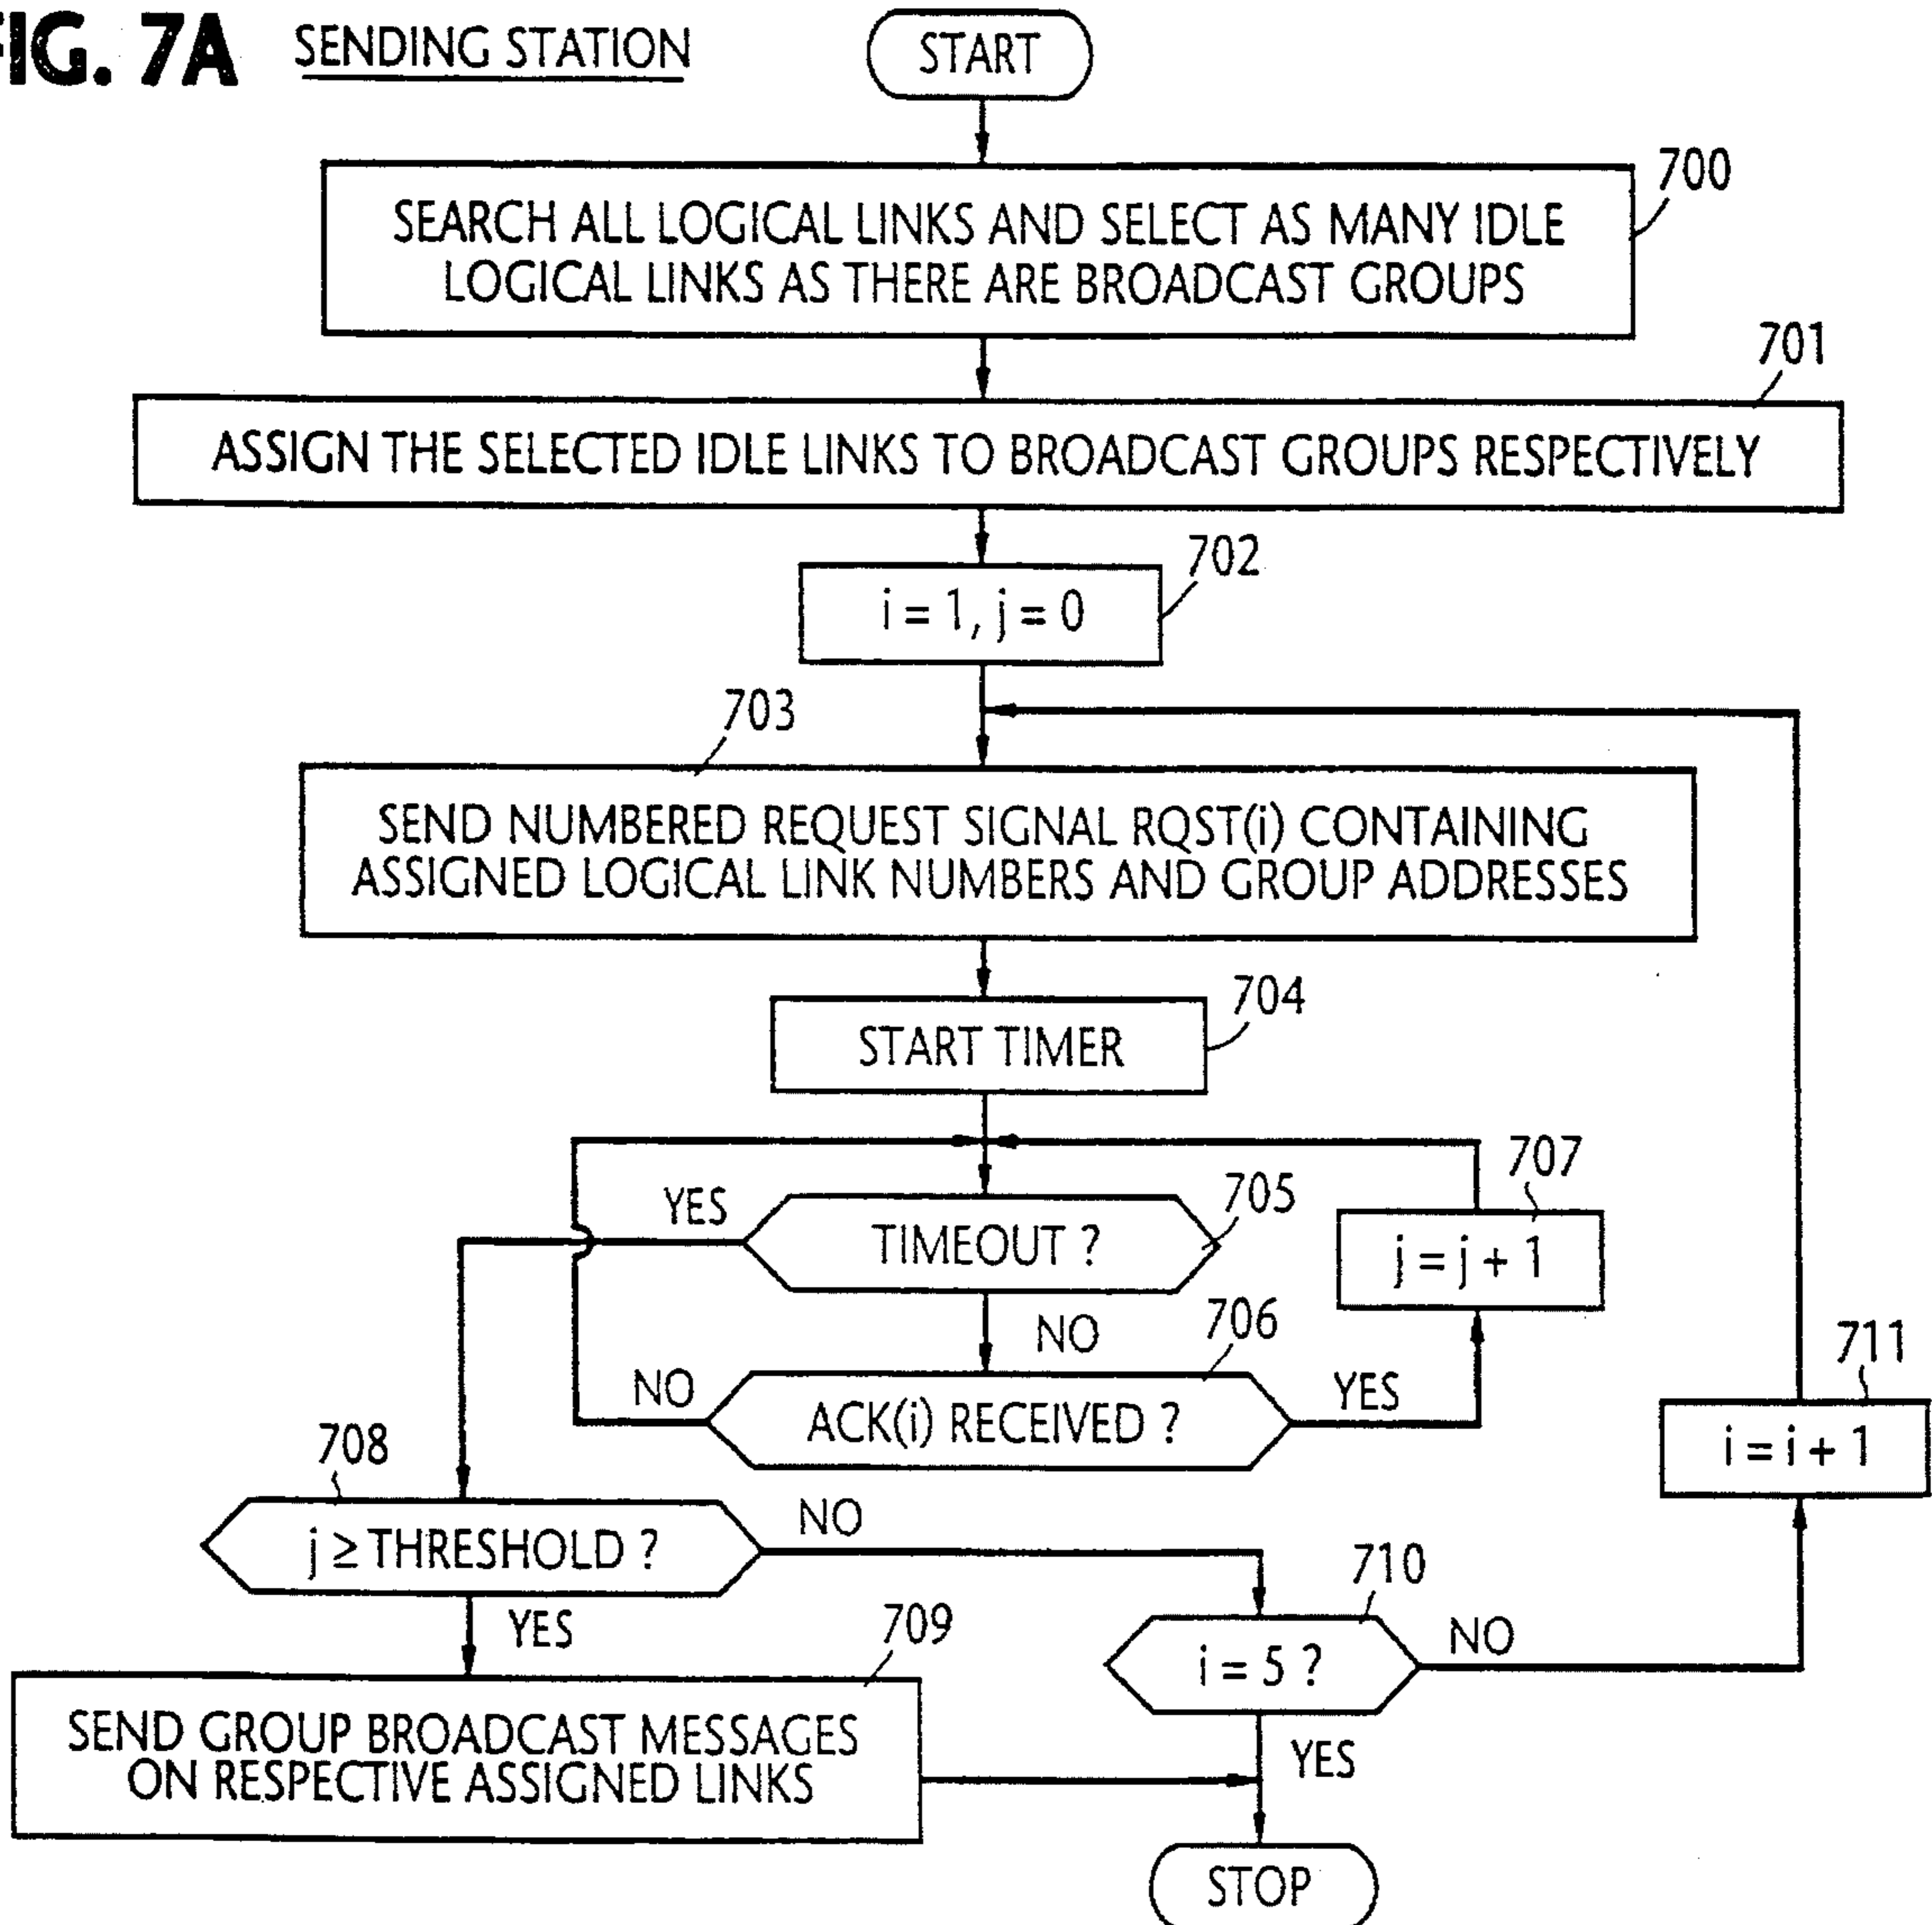 FIG. 7A
SENDING STATION
START
700
SEARCH ALL LOGICAL LINKS AND SELECT AS MANY IDLE
LOGICAL LINKS AS THERE ARE BROADCAST GROUPS
701
ASSIGN THE SELECTED IDLE LINKS TO BROADCAST GROUPS RESPECTIVELY
702
i = 1, j = 0
703
SEND NUMBERED REQUEST SIGNAL RQST(i) CONTAINING
ASSIGNED LOGICAL LINK NUMBERS AND GROUP ADDRESSES
704
START TIMER
705
YES
TIMEOUT ?
NO
707
j = j + 1
706
NO
ACK(i) RECEIVED ?
YES
711
i = i + 1
708
j ≥ THRESHOLD ?
NO
YES
710
i = 5 ?
NO
YES
709
SEND GROUP BROADCAST MESSAGES
ON RESPECTIVE ASSIGNED LINKS
STOP